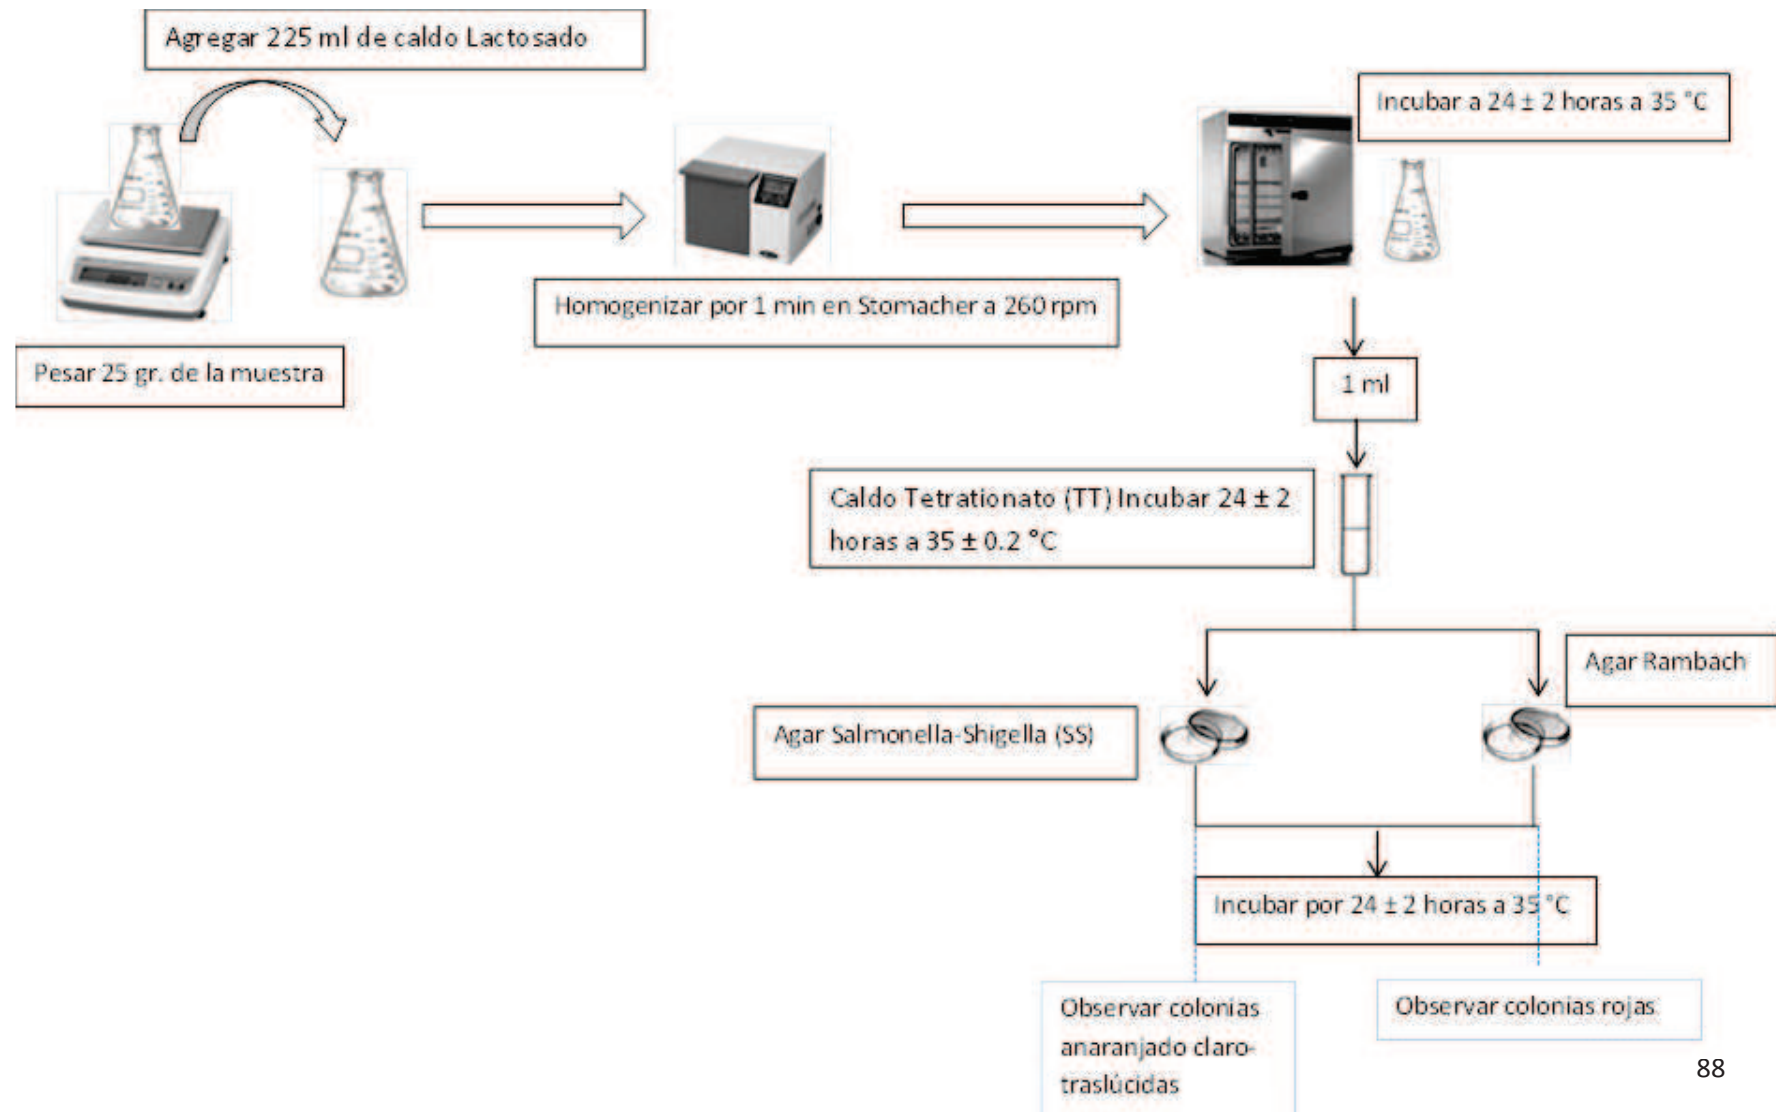 Agregar 225 ml de caldo Lactosado
Incubar a 24 ± 2 horas a 35 °C
Homogenizar por 1 min en Stomacher a 260 rpm
Pesar 25 gr. de la muestra
1 ml
Caldo Tetrationato (TT) Incubar 24 ± 2
horas a 35 ± 0.2 °C
Agar Rambach
Agar Salmonella-Shigella (SS)
Incubar por 24 ± 2 horas a 35 °C
Observar colonias
anaranjado claro-
traslúcidas
Observar colonias rojas
88